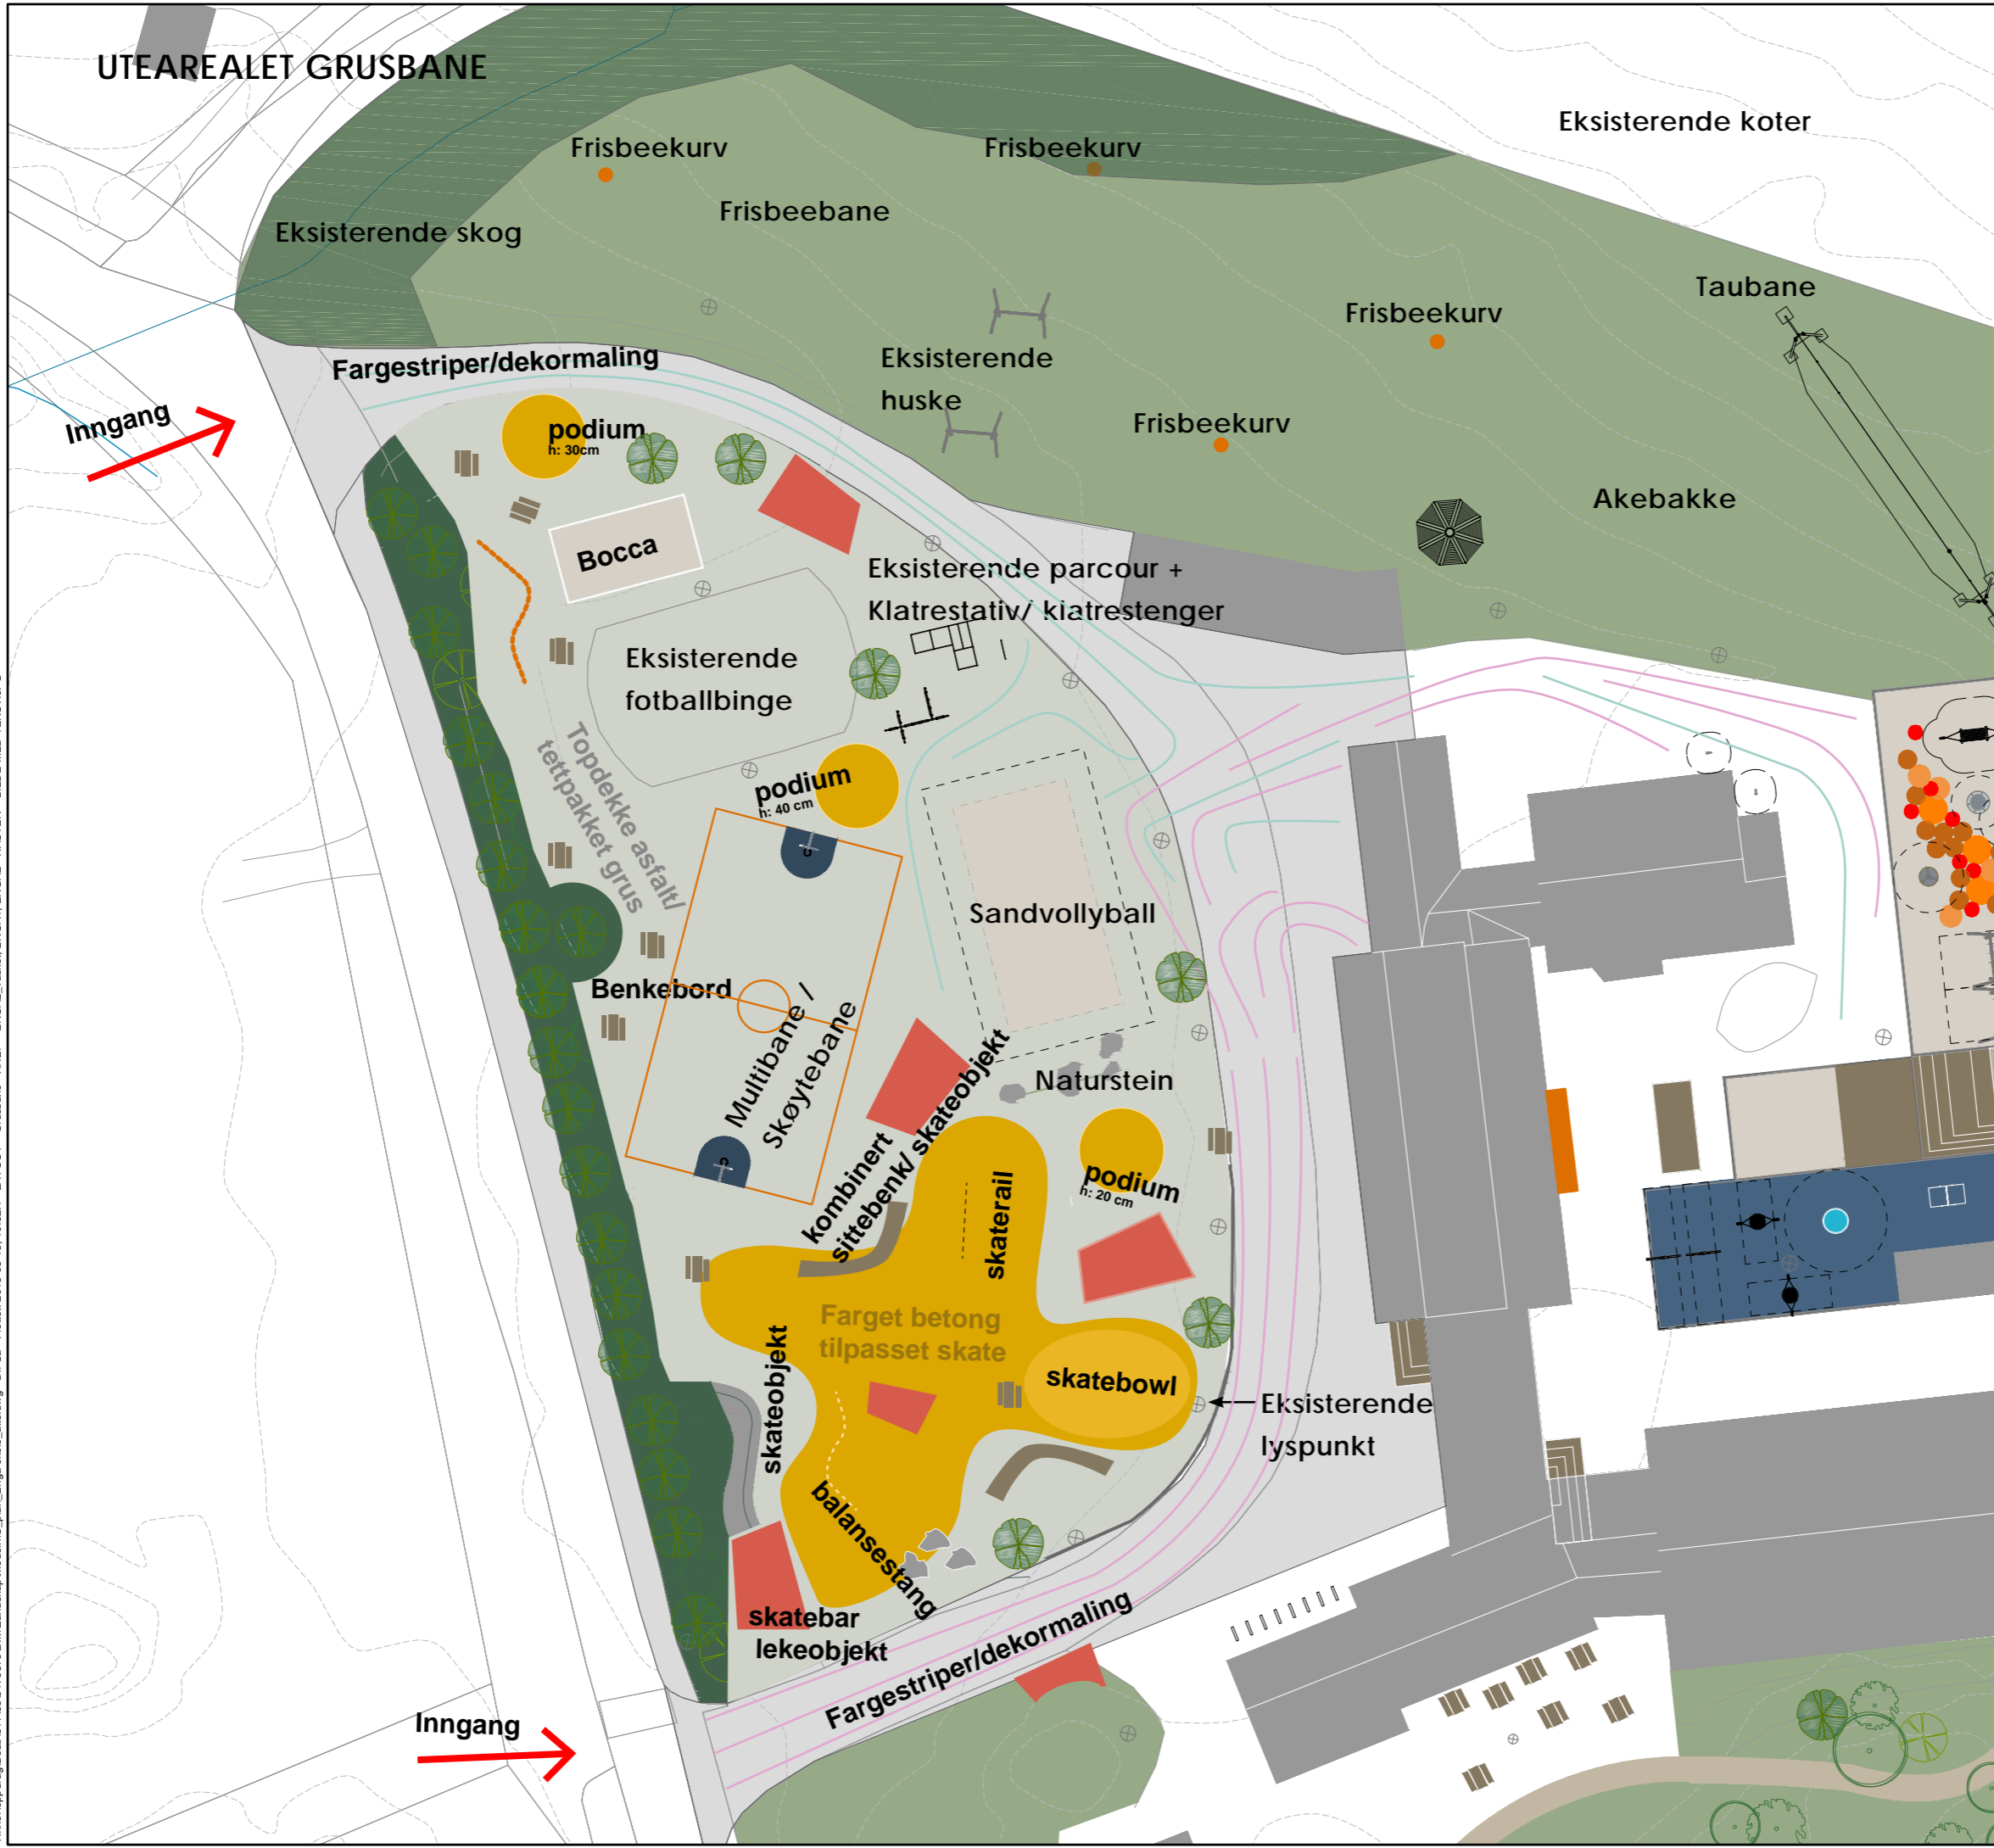 UTEAREALET GRUSBANE
Eksisterende koter
Frisbeekurv
Frisbeekurv
Frisbeebane
Eksisterende skog
Taubane
Frisbeekurv
Fargestriper/dekormaling
Eksisterende
huske
Inngang
podium
h: 30cm
Frisbeekurv
Akebakke
Bocca
Eksisterende parcour +
Klatrestativ/ klatrestenger
Eksisterende
fotballbinge
Topdekke asfalt/
tettpakket grus
podium
h: 40 cm
Sandvollyball
Benkebord
Multibane /
Skøytebane
Naturstein
kombinert
sittebenk/ skateobjekt
skaterail
podium
h: 20 cm
Farget betong
tilpasset skate
skateobjekt
skatebowl
Eksisterende
lyspunkt
balansestang
skatebar
lekeobjekt
Fargestriper/dekormaling
Inngang